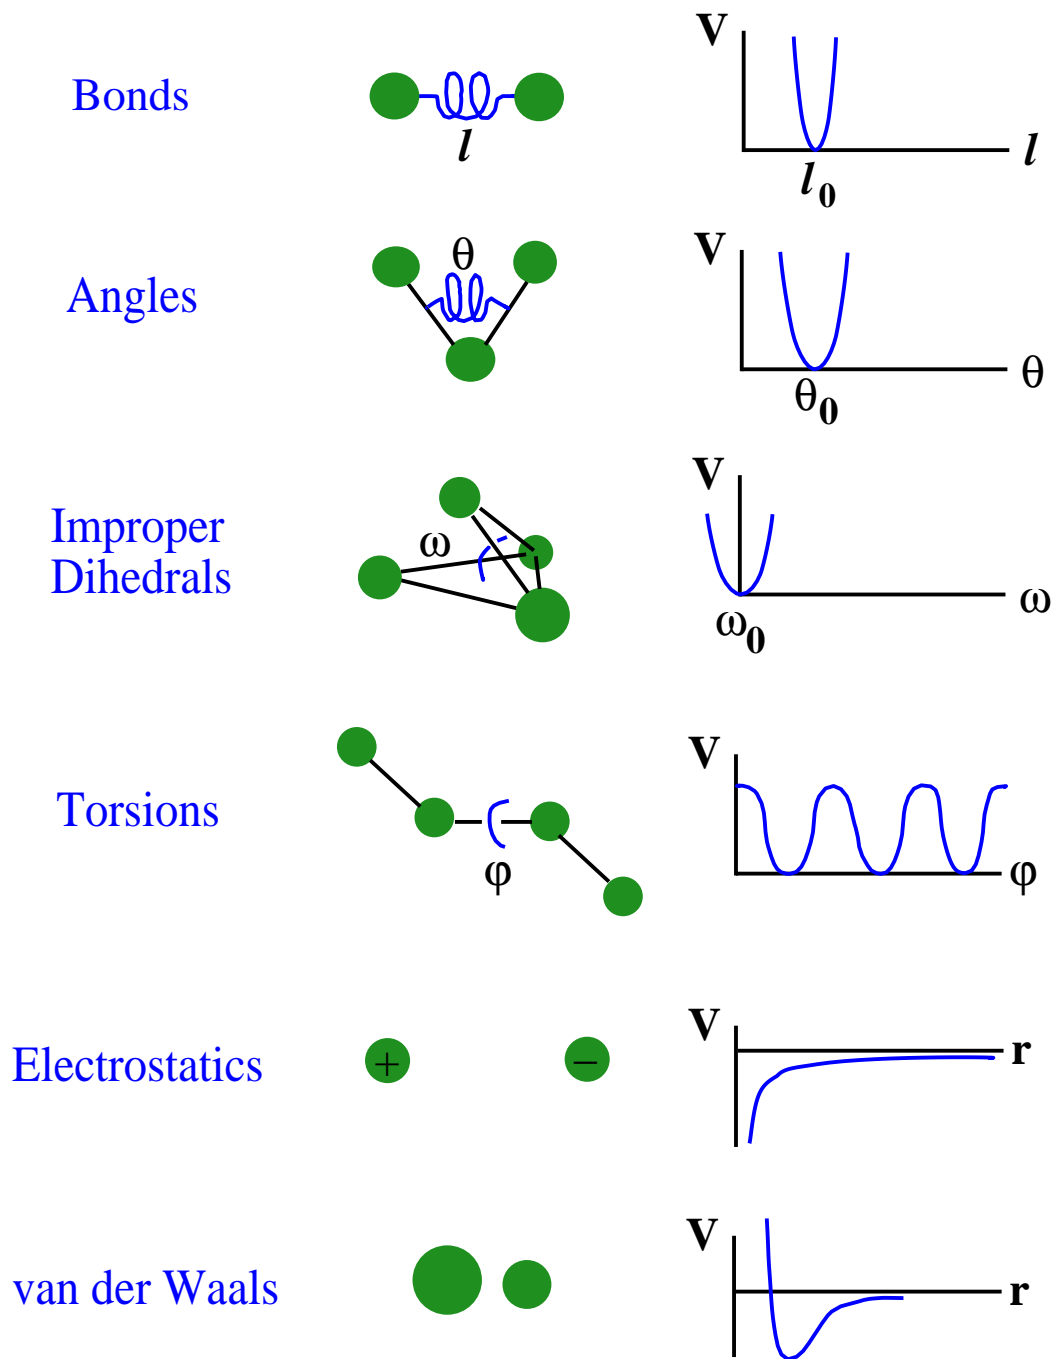 Bonds
l
V
l
l0
Angles
θ
V
θ
θ0
Improper
Dihedrals
ω
V
ω
ω0
Torsions
φ
V
φ
Electrostatics
+
−
V
r
van der Waals
V
r